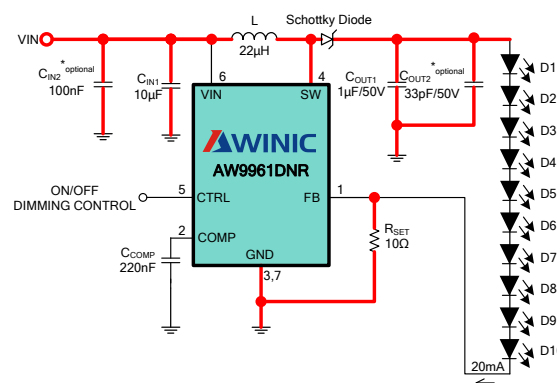 L
Schottky Diode
VIN
22μH
CIN2
*optional
100nF
CIN1
10μF
6
4
VIN
SW
COUT1
1μF/50V
COUT2
*optional
33pF/50V
D1
D2
D3
D4
D5
D6
D7
D8
D9
AWINIC
AW9961DNR
ON/OFF
DIMMING CONTROL
5
CTRL
FB
1
2
COMP
CCOMP
220nF
GND
3,7
RSET
10Ω
20mA